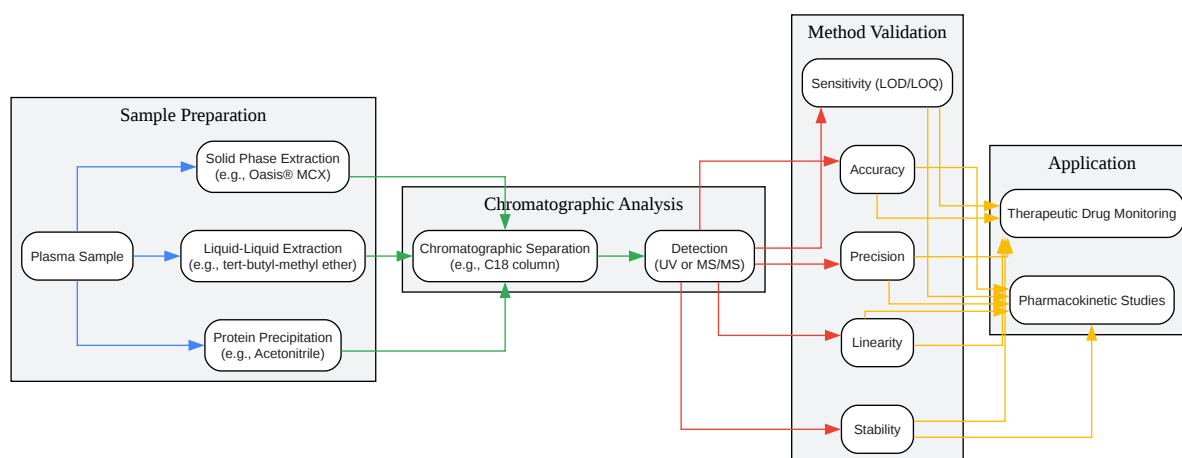 Sample Preparation
Plasma Sample
Solid Phase Extraction
(e.g., Oasis® MCX)
Liquid-Liquid Extraction
(e.g., tert-butyl-methyl ether)
Protein Precipitation
(e.g., Acetonitrile)
Chromatographic Analysis
Chromatographic Separation
(e.g., C18 column)
Detection
(UV or MS/MS)
Method Validation
Sensitivity (LOD/LOQ)
Accuracy
Precision
Linearity
Stability
Application
Therapeutic Drug Monitoring
Pharmacokinetic Studies